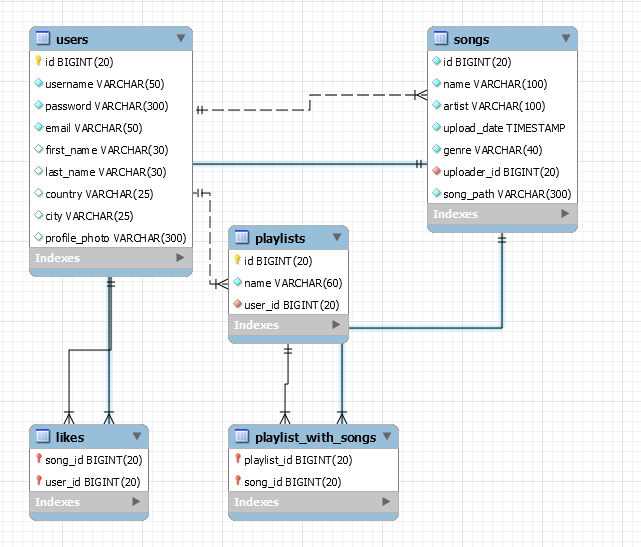 users
id BIGINT(20)
username VARCHAR(50)
password VARCHAR(300)
email VARCHAR(50)
first_name VARCHAR(30)
last_name VARCHAR(30)
country VARCHAR(25)
city VARCHAR(25)
profile_photo VARCHAR(300)
Indexes
songs
id BIGINT(20)
name VARCHAR(100)
artist VARCHAR(100)
upload_date TIMESTAMP
genre VARCHAR(40)
uploader_id BIGINT(20)
song_path VARCHAR(300)
Indexes
playlists
id BIGINT(20)
name VARCHAR(60)
user_id BIGINT(20)
Indexes
likes
song_id BIGINT(20)
user_id BIGINT(20)
Indexes
playlist_with_songs
playlist_id BIGINT(20)
song_id BIGINT(20)
Indexes